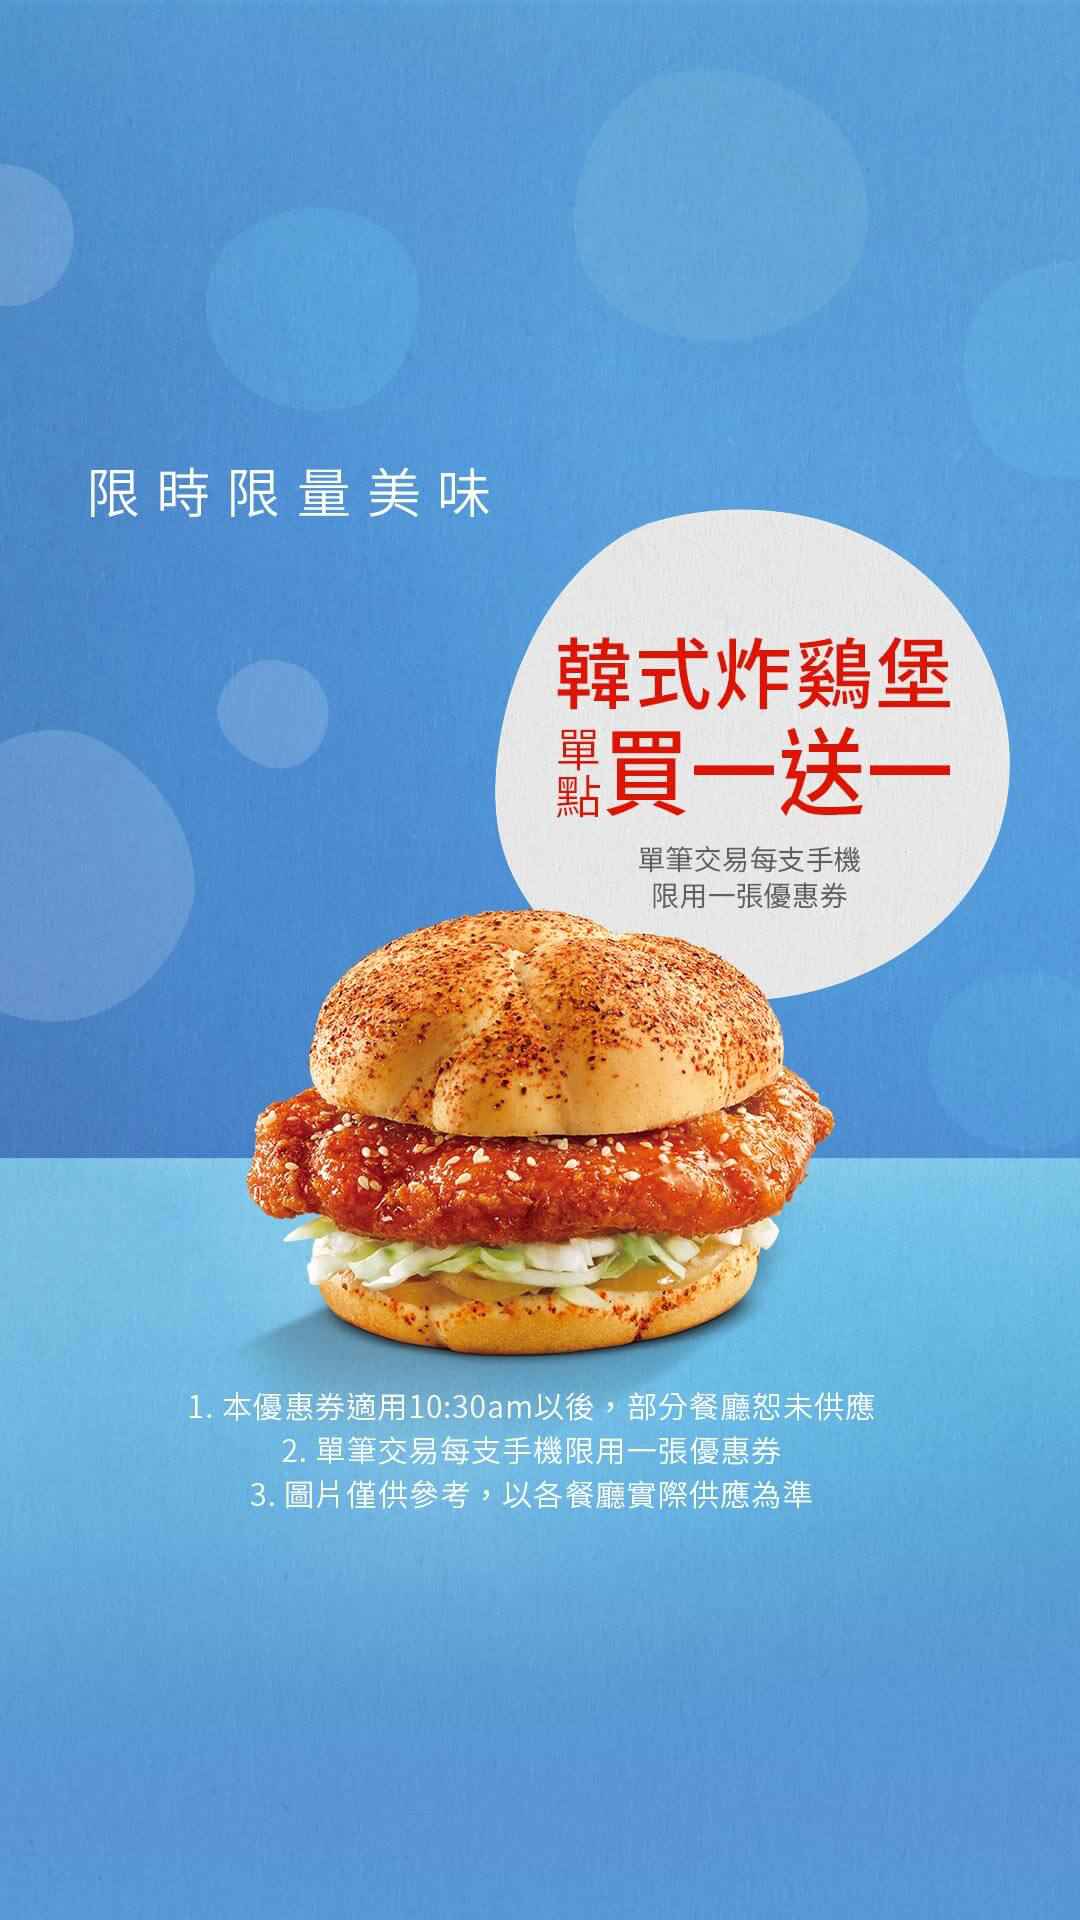 限時限量美味
韓式炸鷄堡
單點買一送一
單筆交易每支手機
限用一張優惠券
1. 本優惠券適用10:30am以後，部分餐廳恕未供應
2. 單筆交易每支手機限用一張優惠券
3. 圖片僅供參考，以各餐廳實際供應為準